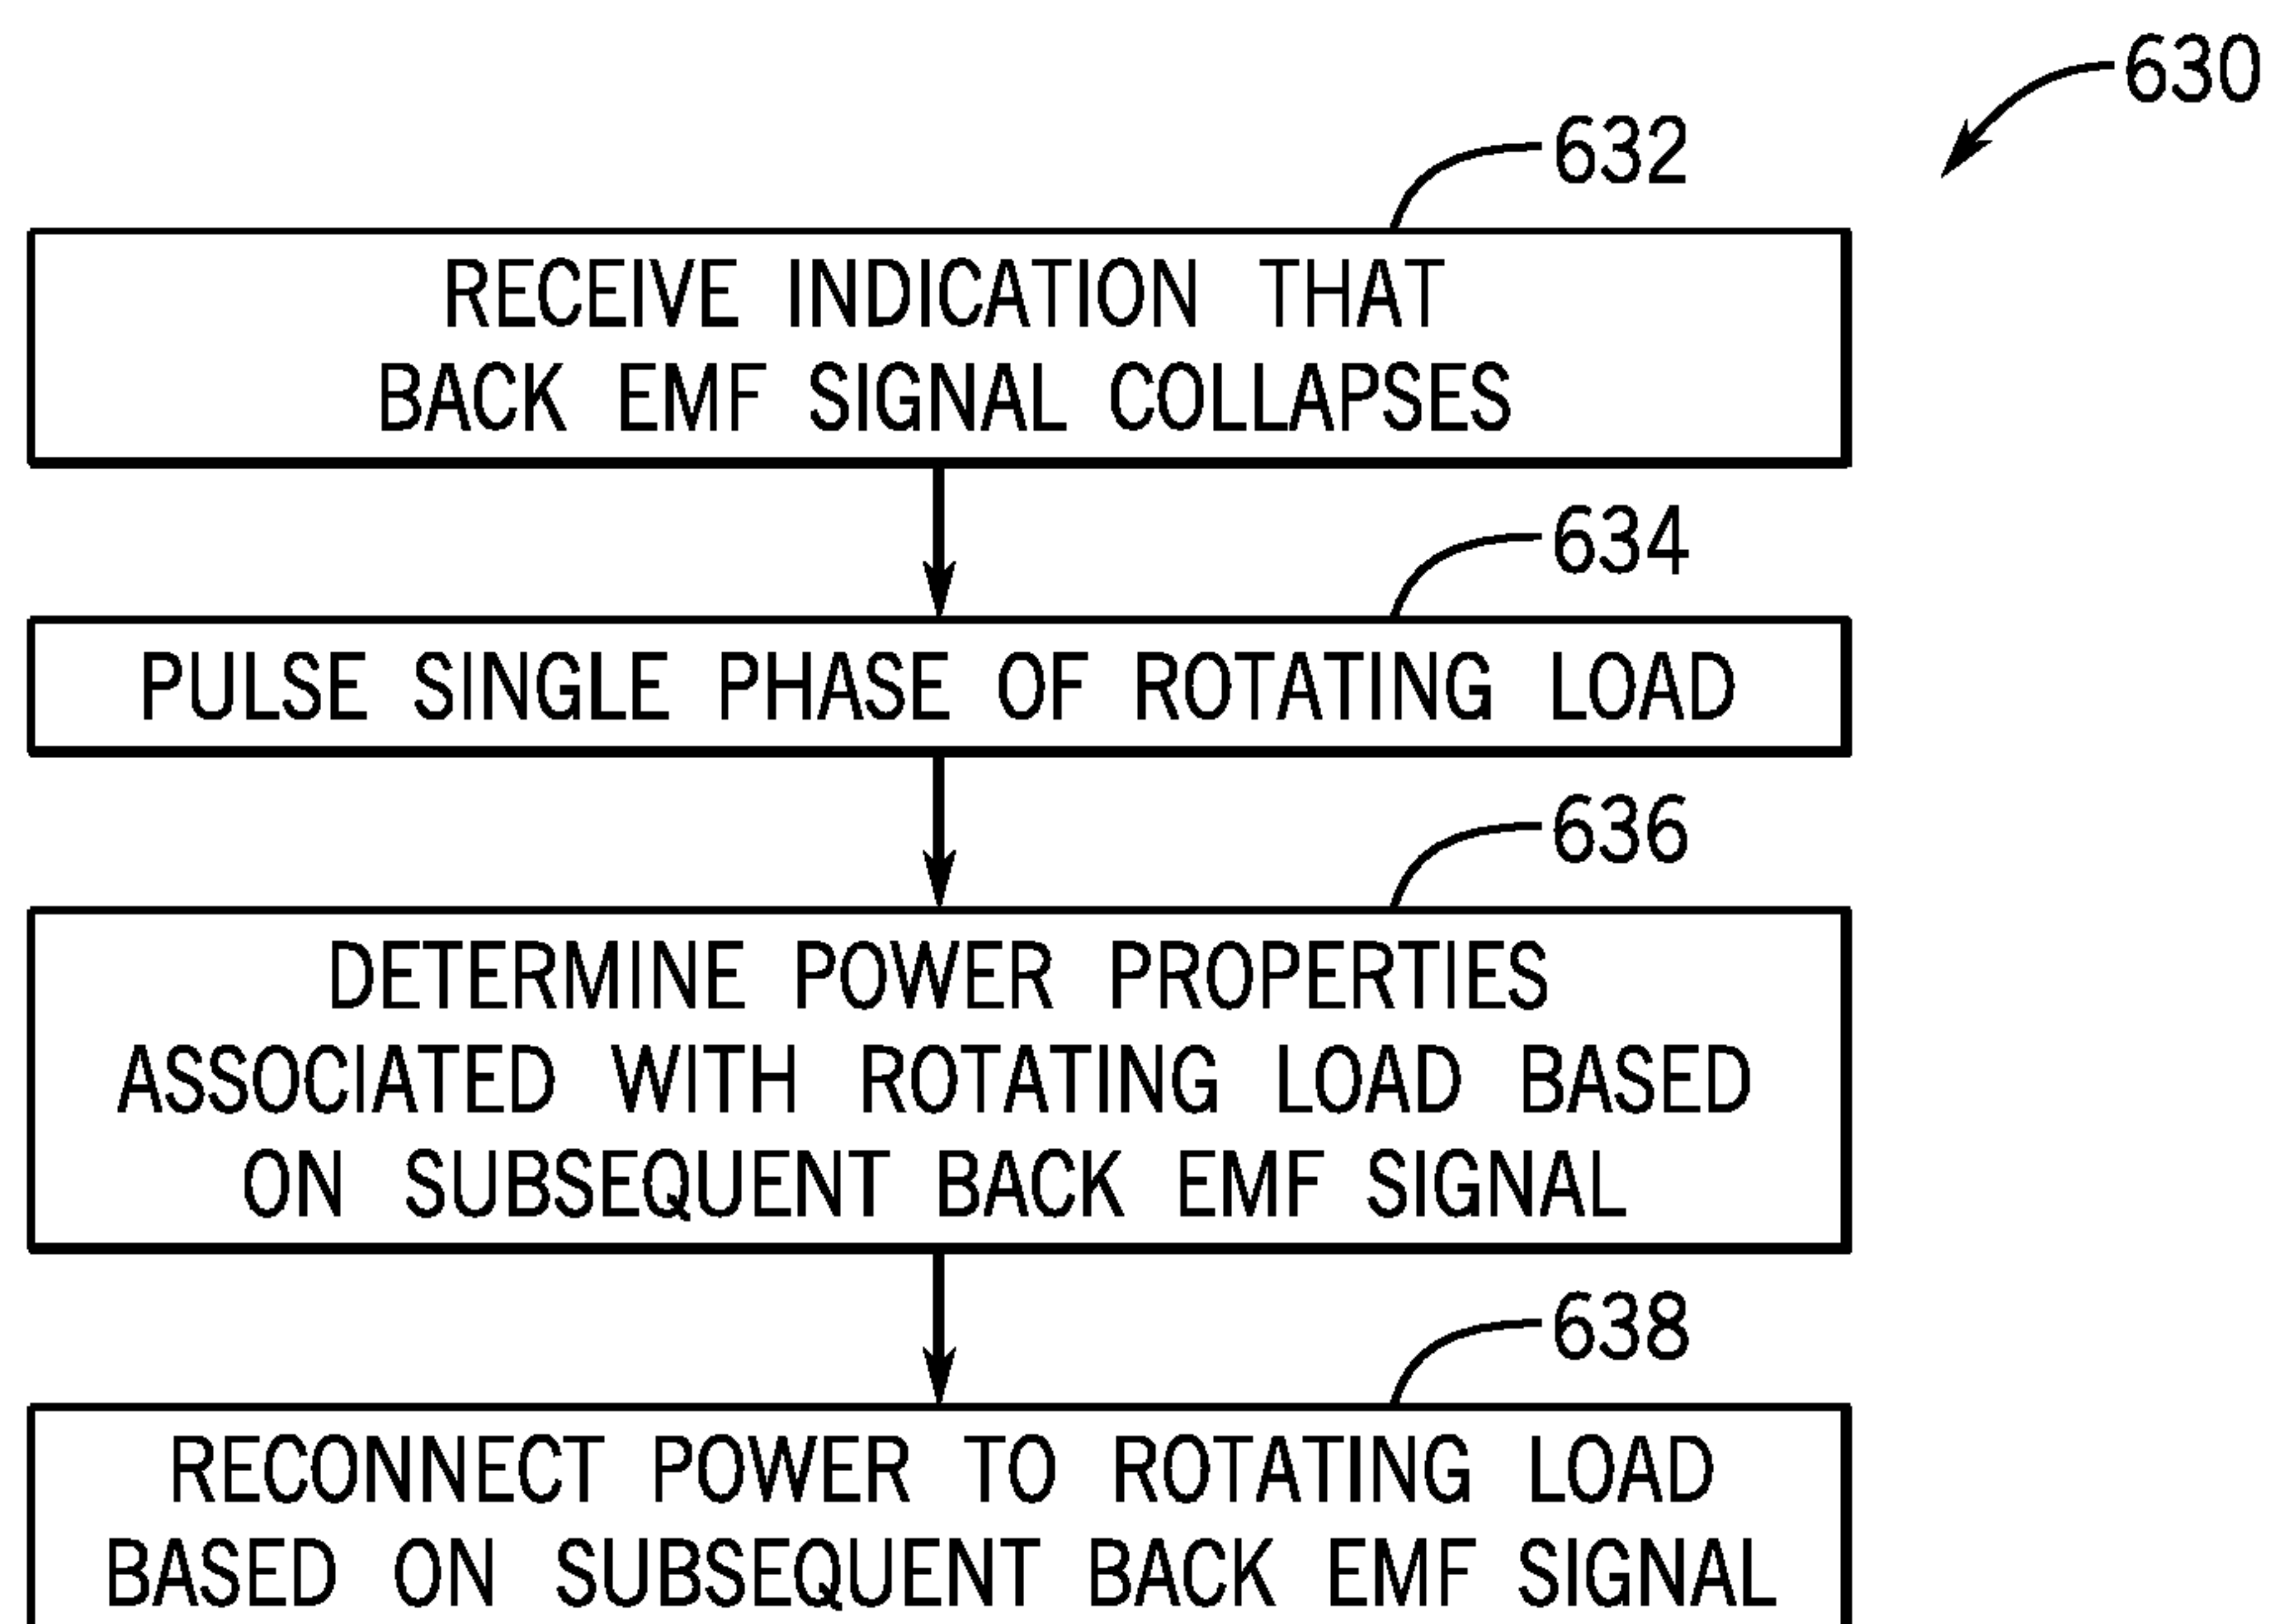 630
632
RECEIVE INDICATION THAT
BACK EMF SIGNAL COLLAPSES
634
PULSE SINGLE PHASE OF ROTATING LOAD
636
DETERMINE POWER PROPERTIES
ASSOCIATED WITH ROTATING LOAD BASED
ON SUBSEQUENT BACK EMF SIGNAL
638
RECONNECT POWER TO ROTATING LOAD
BASED ON SUBSEQUENT BACK EMF SIGNAL